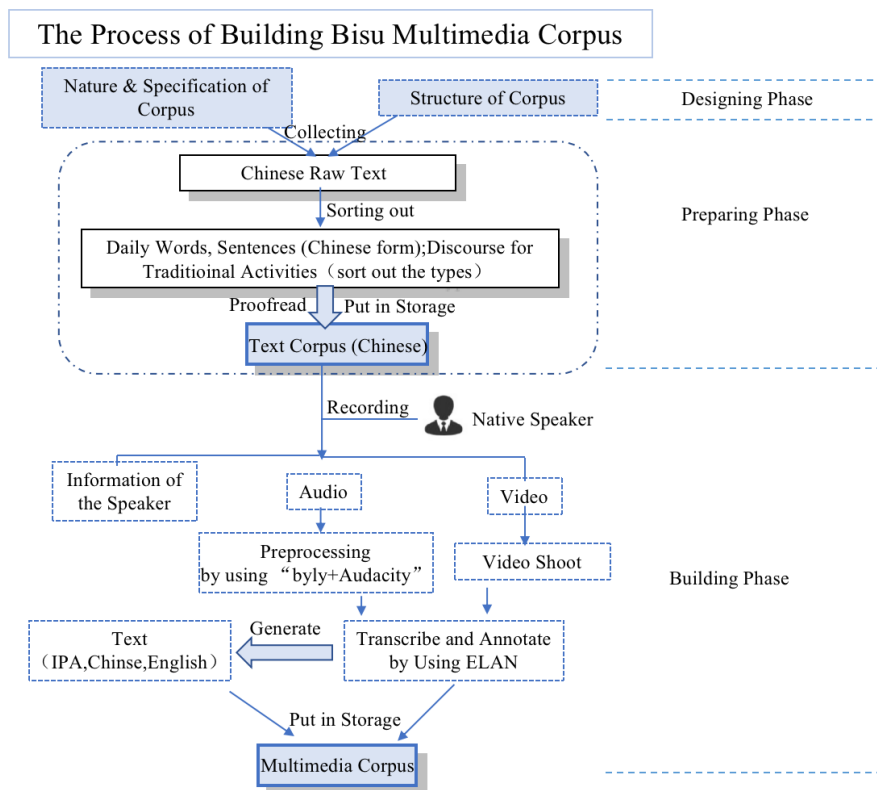 The Process of Building Bisu Multimedia Corpus
Nature & Specification of
Corpus
Structure of Corpus
Designing Phase
Collecting
Chinese Raw Text
Sorting out
Preparing Phase
Daily Words, Sentences (Chinese form);Discourse for
Traditioinal Activities（sort out the types）
Proofread
Put in Storage
Text Corpus (Chinese)
Recording
Native Speaker
Information of
the Speaker
Audio
Video
Preprocessing
by using “byly+Audacity”
Video Shoot
Building Phase
Generate
Text
（IPA,Chinse,English）
Transcribe and Annotate
by Using ELAN
Put in Storage
Multimedia Corpus